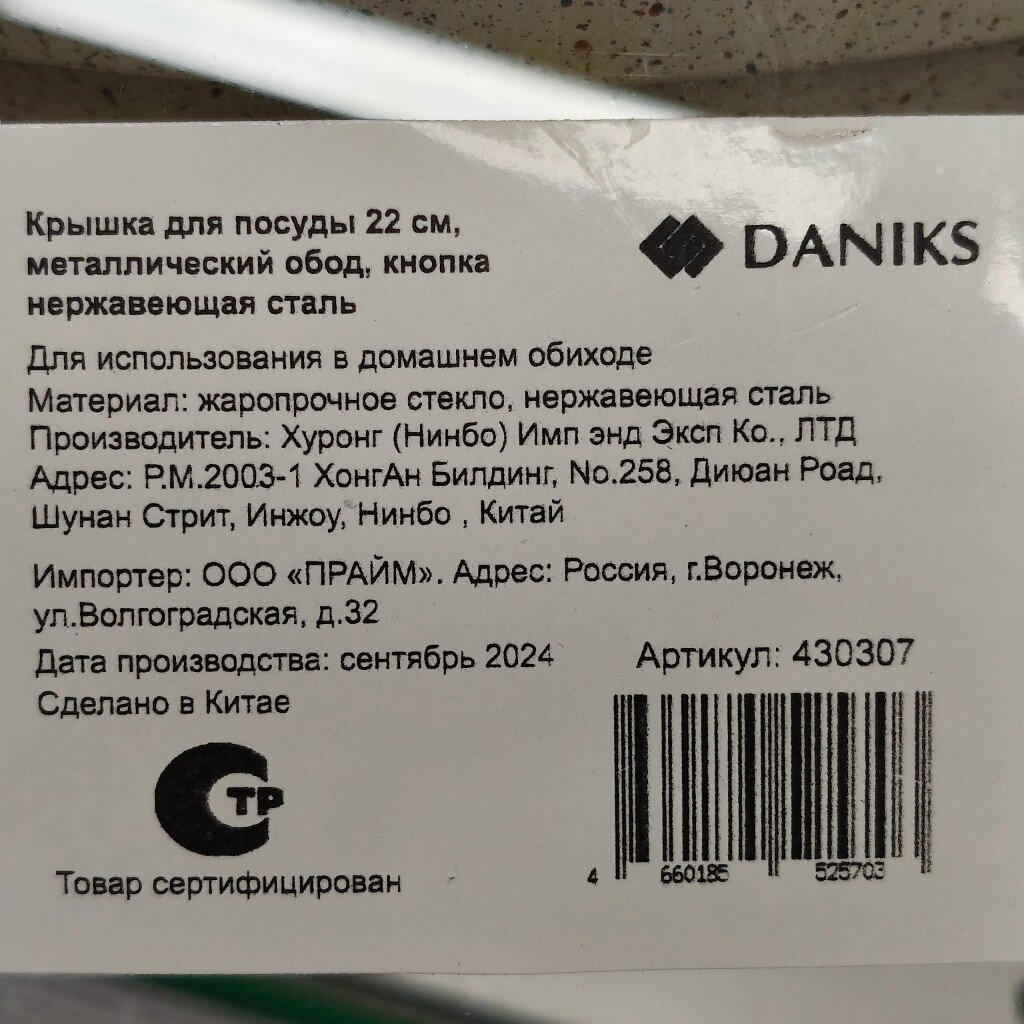 Крышка для посуды 22 см,
металлический обод, кнопка
нержавеющая сталь
DANIKS
Для использования в домашнем обиходе
Материал: жаропрочное стекло, нержавеющая сталь
Производитель: Хуронг (Нинбо) Имп энд Эксп Ко., ЛТД
Адрес: Р.М.2003-1 ХонгАн Билдинг, No.258, Диюан Роад,
Шунан Стрит, Инжоу, Нинбо , Китай
Импортер: ООО «ПРАЙМ». Адрес: Россия, г.Воронеж,
ул.Волгоградская, д.32
Дата производства: сентябрь 2024
Артикул: 430307
Сделано в Китае
СТР
Товар сертифицирован
4 660185 525703